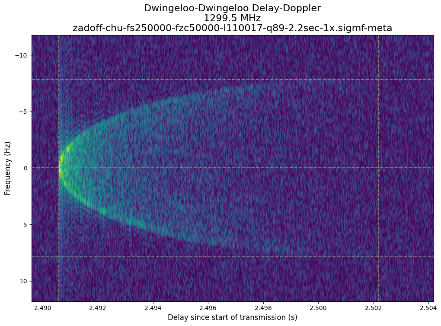 Dwingeloo-Dwingeloo Delay-Doppler
1299.5 MHz
zadoff-chu-fs250000-fzc50000-l110017-q89-2.2sec-1x.sigmf-meta
−10
−5
0
5
10
Frequency (Hz)
2.490
2.492
2.494
2.496
2.498
2.500
2.502
2.504
Delay since start of transmission (s)